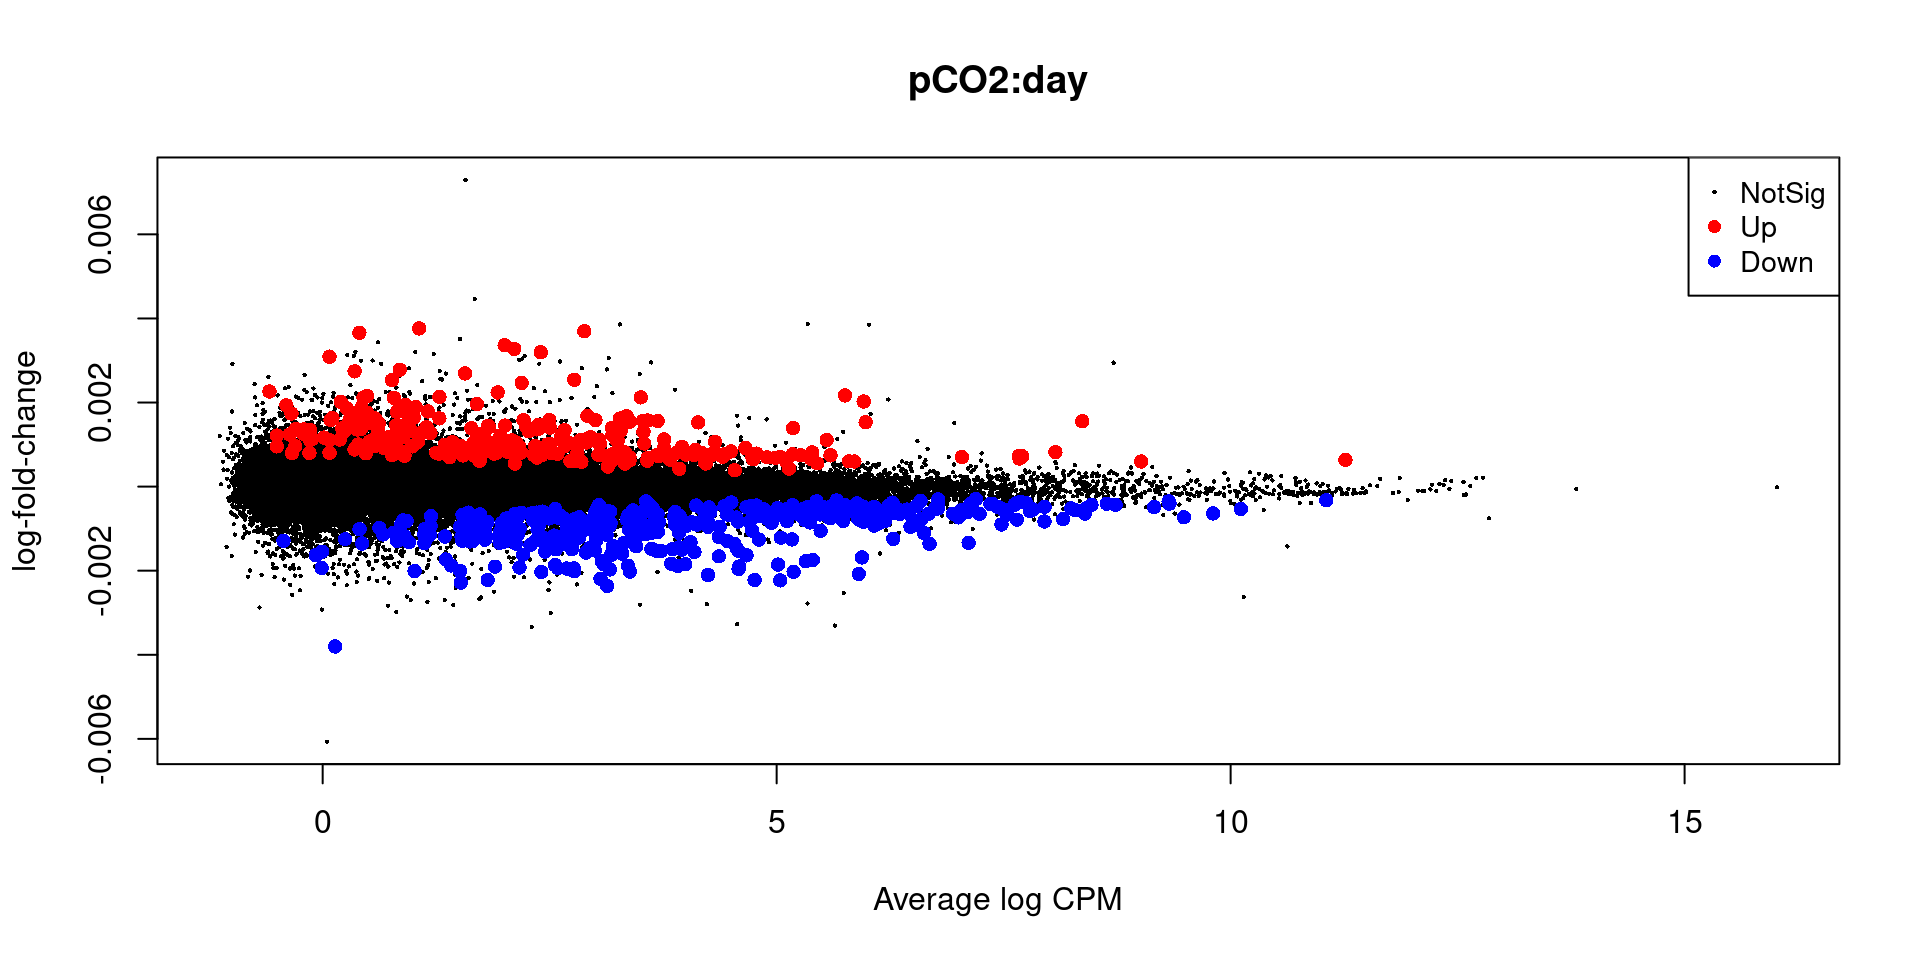 pCO2:day
NotSig
Up
Down
log-fold-change
0.006
0.002
-0.002
-0.006
0 5 10 15
Average log CPM